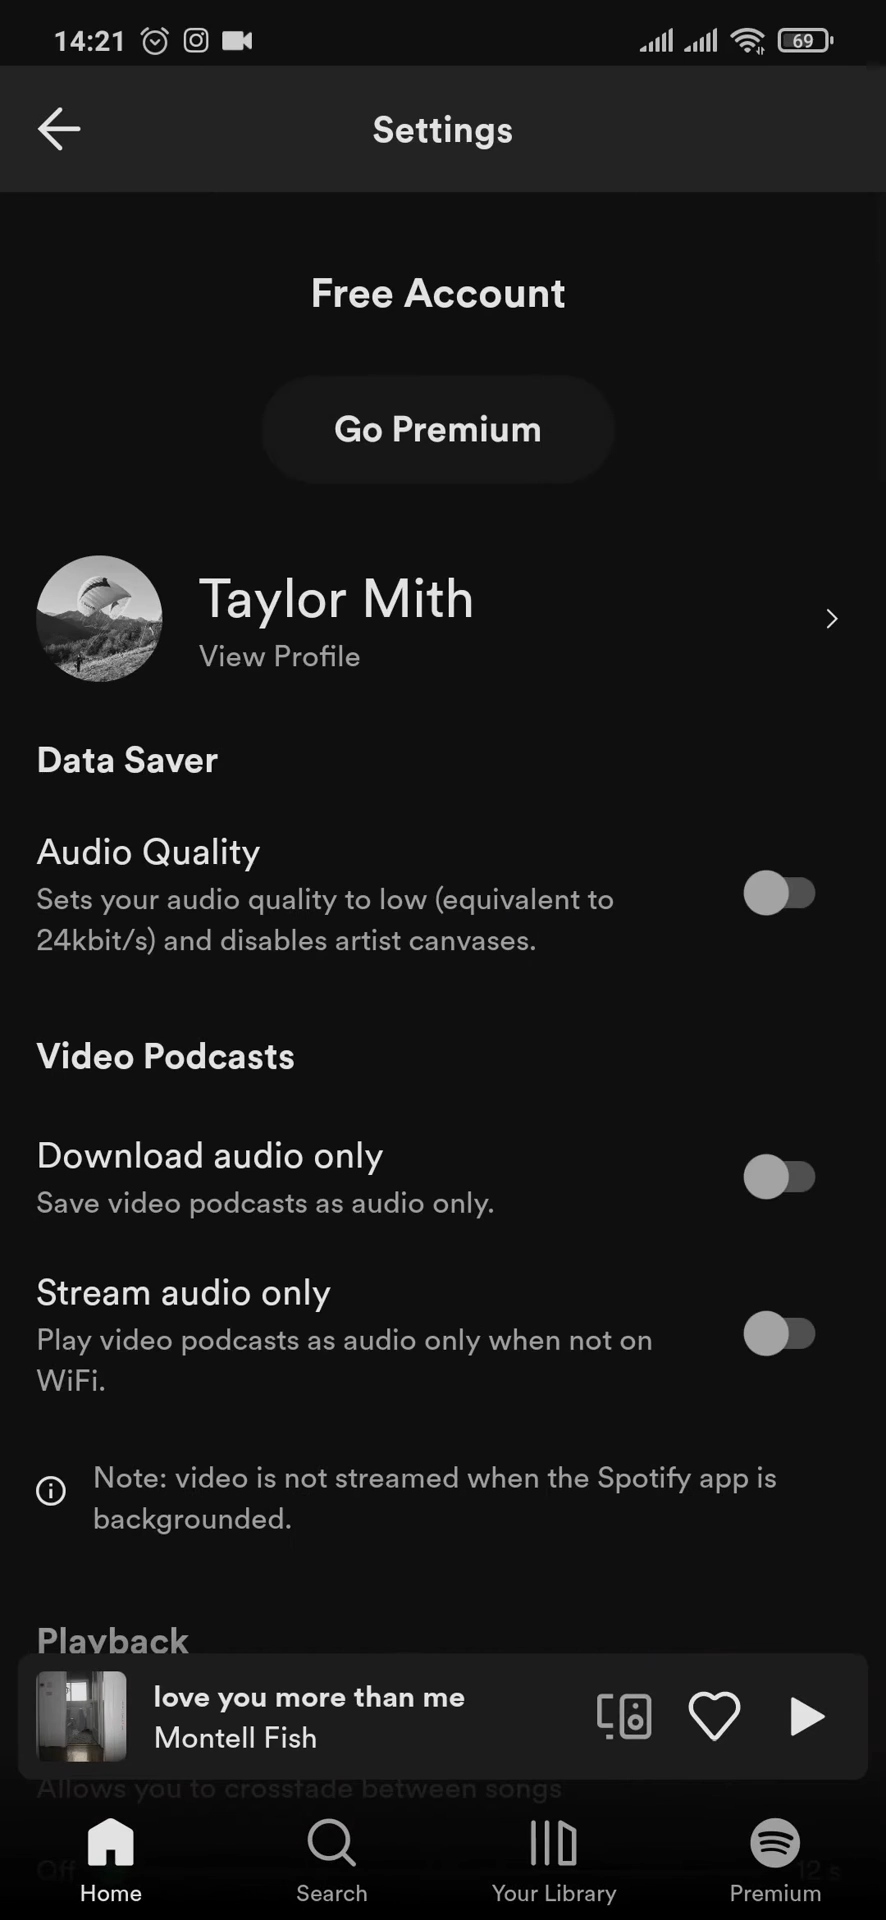 14:21
69
Settings
Free Account
Go Premium
Taylor Mith
View Profile
Data Saver
Audio Quality
Sets your audio quality to low (equivalent to
24kbit/s) and disables artist canvases.
Video Podcasts
Download audio only
Save video podcasts as audio only.
Stream audio only
Play video podcasts as audio only when not on
WiFi.
Note: video is not streamed when the Spotify app is
backgrounded.
Playback
love you more than me
Montell Fish
Allows you to crossfade between songs
Off
12 s
Home
Search
Your Library
Premium